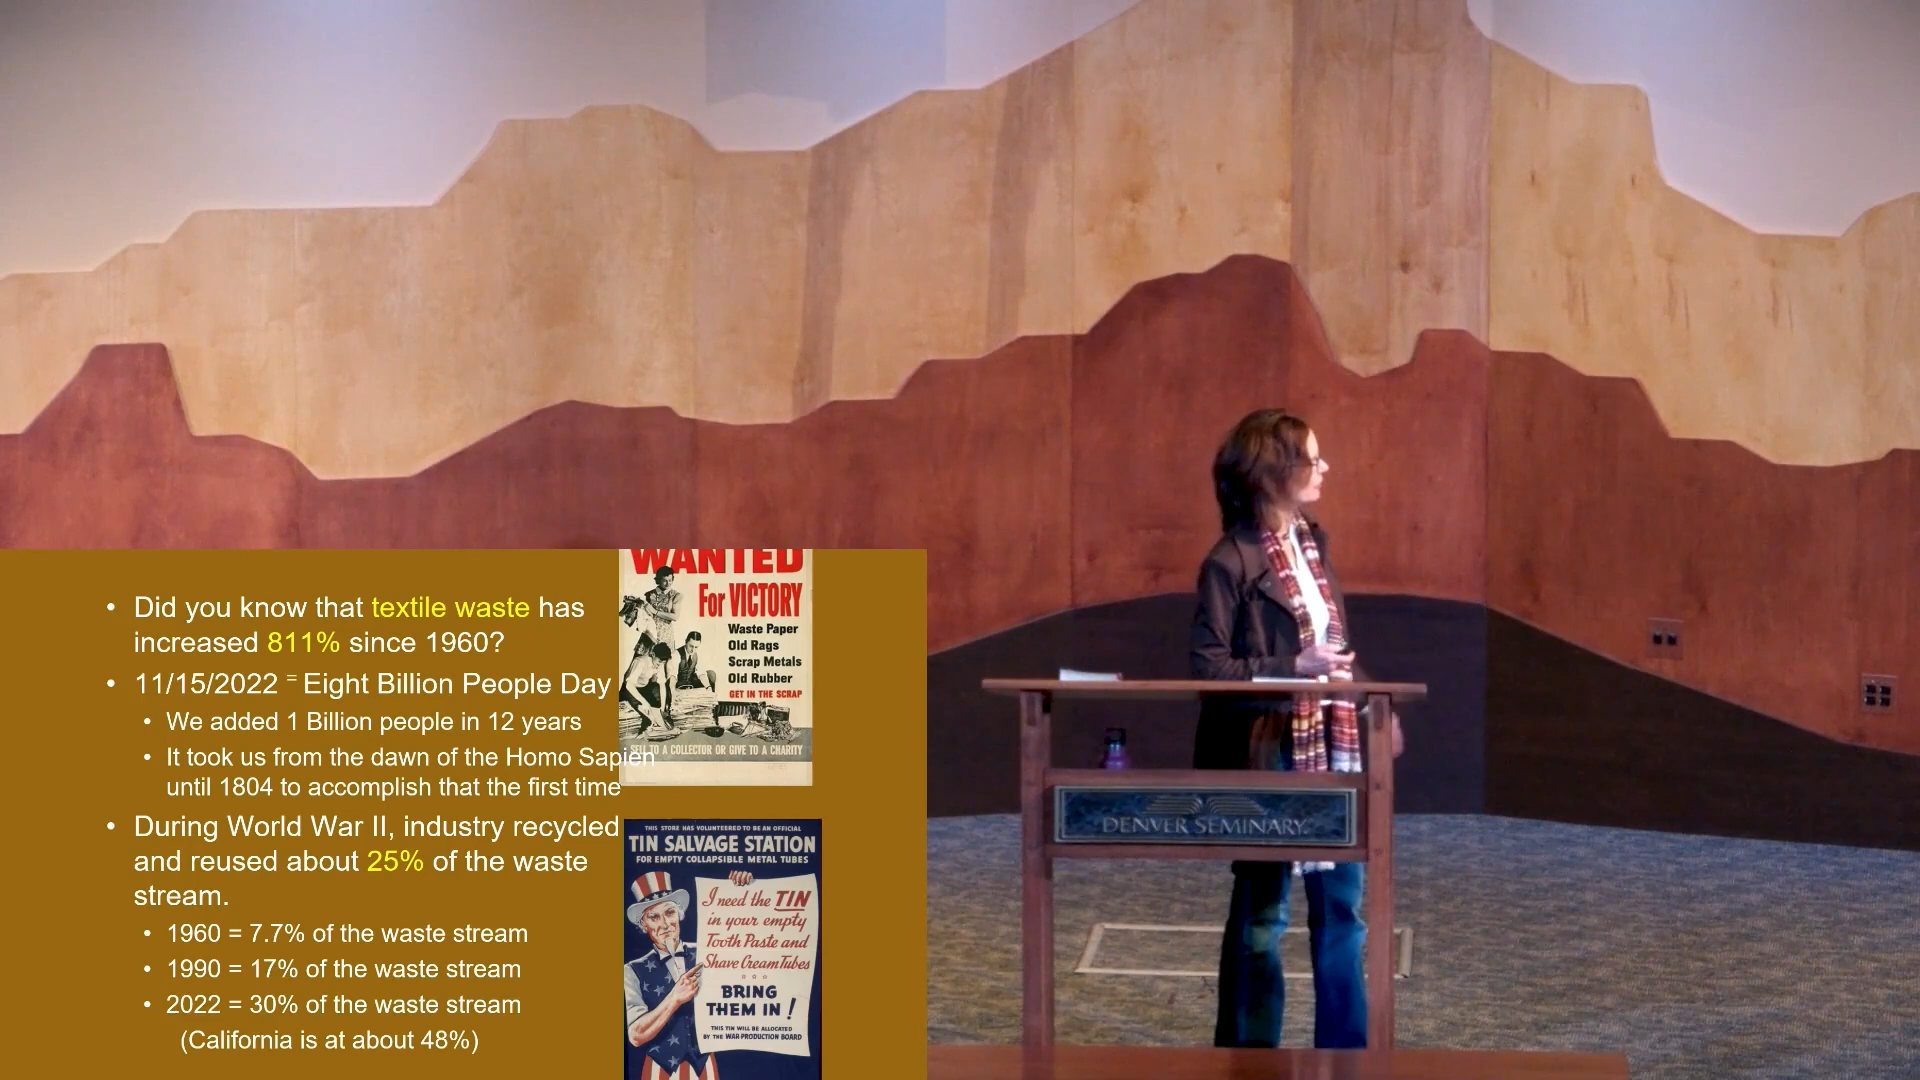 • Did you know that textile waste has
increased 811% since 1960?
• 11/15/2022 = Eight Billion People Day
• We added 1 Billion people in 12 years
• It took us from the dawn of the Homo Sapien
until 1804 to accomplish that the first time
• During World War II, industry recycled
and reused about 25% of the waste
stream.
• 1960 = 7.7% of the waste stream
• 1990 = 17% of the waste stream
• 2022 = 30% of the waste stream
(California is at about 48%)
WANTED
For VICTORY
Waste Paper
Old Rags
Scrap Metals
Old Rubber
GET IN THE SCRAP
SELL TO A COLLECTOR OR GIVE TO A CHARITY
THIS STORE HAS VOLUNTEERED TO BE AN OFFICIAL
TIN SALVAGE STATION
FOR EMPTY COLLAPSIBLE METAL TUBES
I need the TIN
in your empty
Tooth Paste and
Shave Cream Tubes
BRING
THEM IN!
THIS TIN WILL BE ALLOCATED
BY THE WAR PRODUCTION BOARD
DENVER SEMINARY